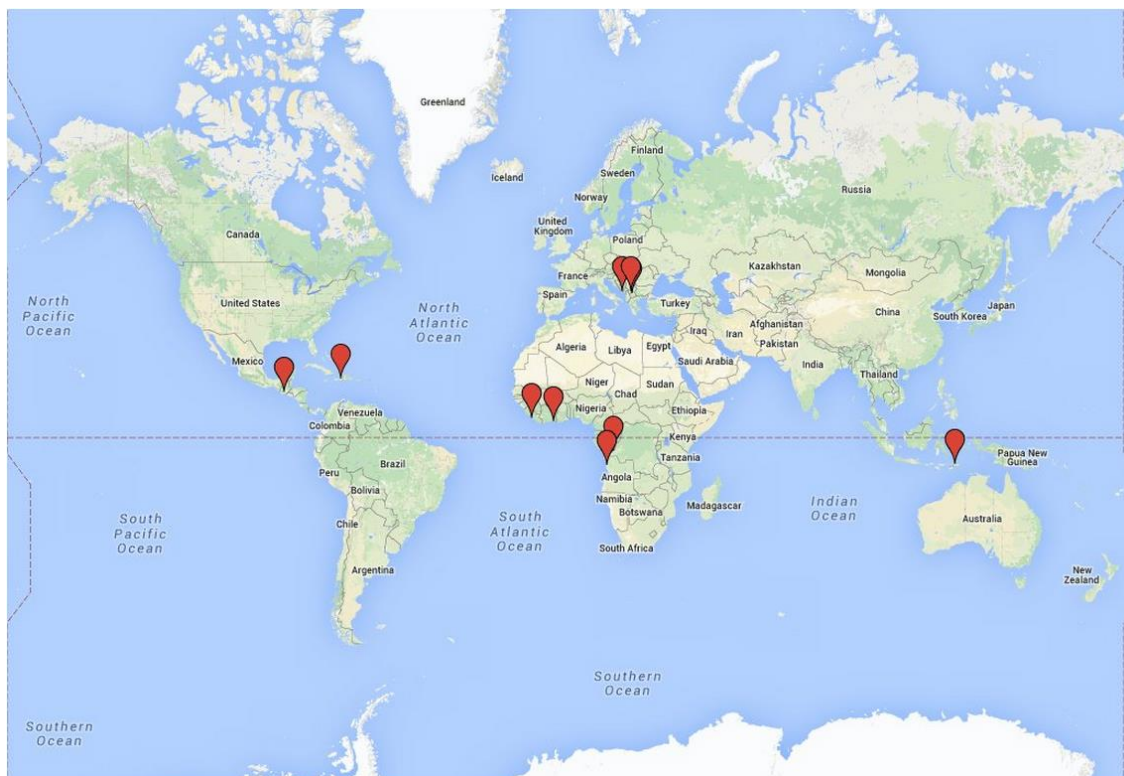 Greenland
Iceland
Finland
Sweden
Norway
Russia
United
Kingdom
Poland
Canada
France
Kazakhstan
Mongolia
North
Pacific
Ocean
North
Atlantic
Ocean
United States
Spain
Turkey
China
Japan
South Korea
Iraq
Iran
Afghanistan
Pakistan
Algeria
Libya
Egypt
Saudi Arabia
India
Mexico
Thailand
Niger
Chad
Sudan
Nigeria
Ethiopia
Venezuela
Colombia
Kenya
Tanzania
Papua New
Guinea
Peru
Brazil
Bolivia
Angola
Namibia
Botswana
Madagascar
Indian
Ocean
South
Pacific
Ocean
Chile
South
Atlantic
Ocean
South Africa
Australia
Argentina
New
Zealand
Southern
Ocean
Southern
Ocean